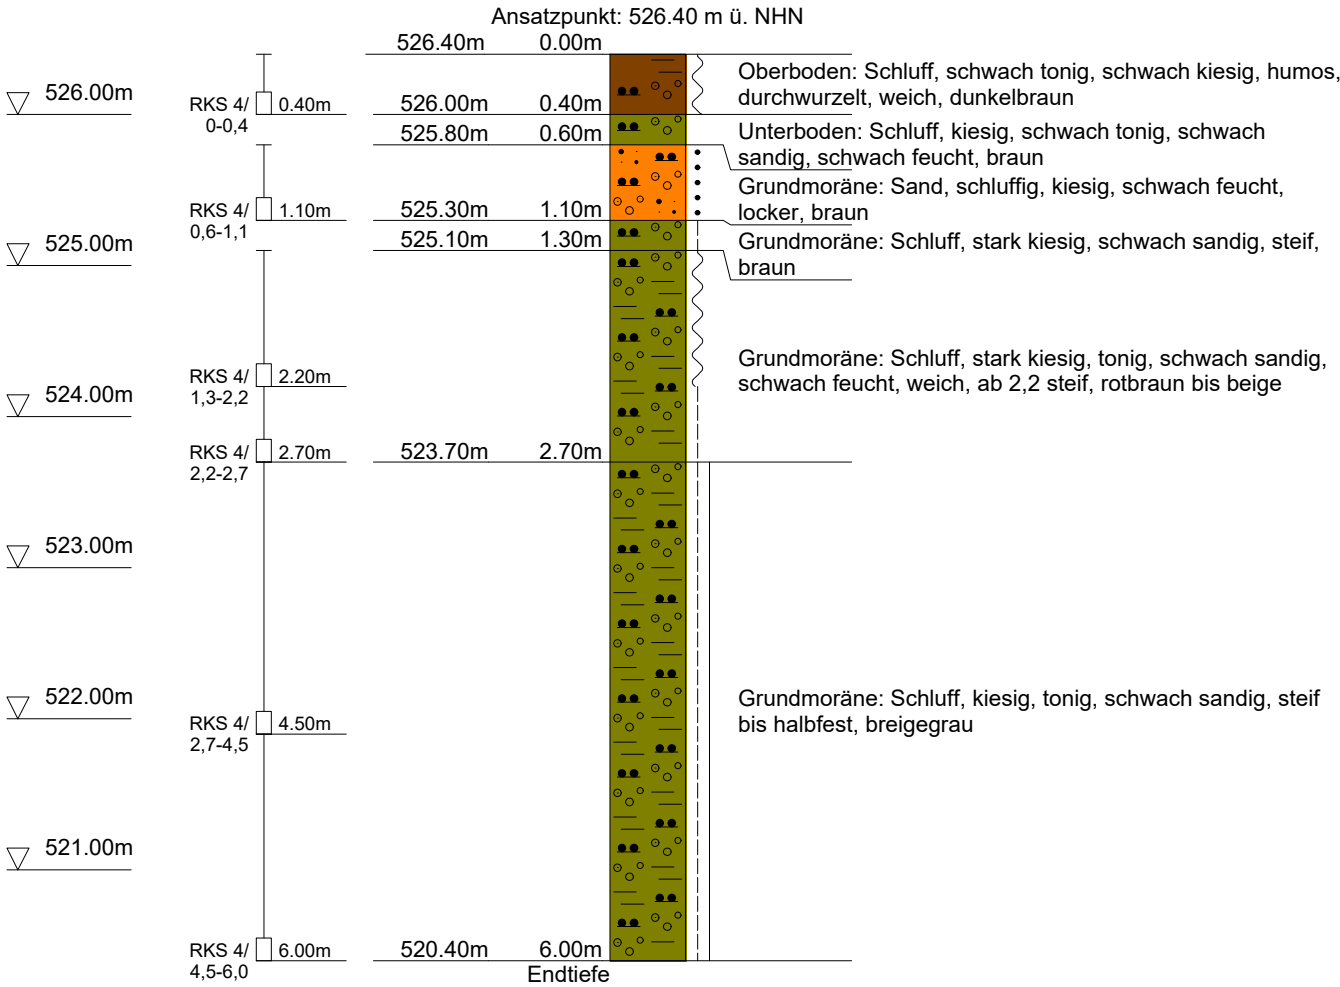 Ansatzpunkt: 526.40 m ü. NHN
526.40m 0.00m
Oberboden: Schluff, schwach tonig, schwach kiesig, humos,
durchwurzelt, weich, dunkelbraun
526.00m
RKS 4/ 0.40m
0-0,4
526.00m 0.40m
525.80m 0.60m
Unterboden: Schluff, kiesig, schwach tonig, schwach
sandig, schwach feucht, braun
Grundmoräne: Sand, schluffig, kiesig, schwach feucht,
locker, braun
RKS 4/ 1.10m
0,6-1,1
525.30m 1.10m
525.00m
525.10m 1.30m
Grundmoräne: Schluff, stark kiesig, schwach sandig, steif,
braun
RKS 4/ 2.20m
1,3-2,2
Grundmoräne: Schluff, stark kiesig, tonig, schwach sandig,
schwach feucht, weich, ab 2,2 steif, rotbraun bis beige
524.00m
RKS 4/ 2.70m
2,2-2,7
523.70m 2.70m
523.00m
522.00m
RKS 4/ 4.50m
2,7-4,5
Grundmoräne: Schluff, kiesig, tonig, schwach sandig, steif
bis halbfest, breigegrau
521.00m
RKS 4/ 6.00m
4,5-6,0
520.40m 6.00m
Endtiefe